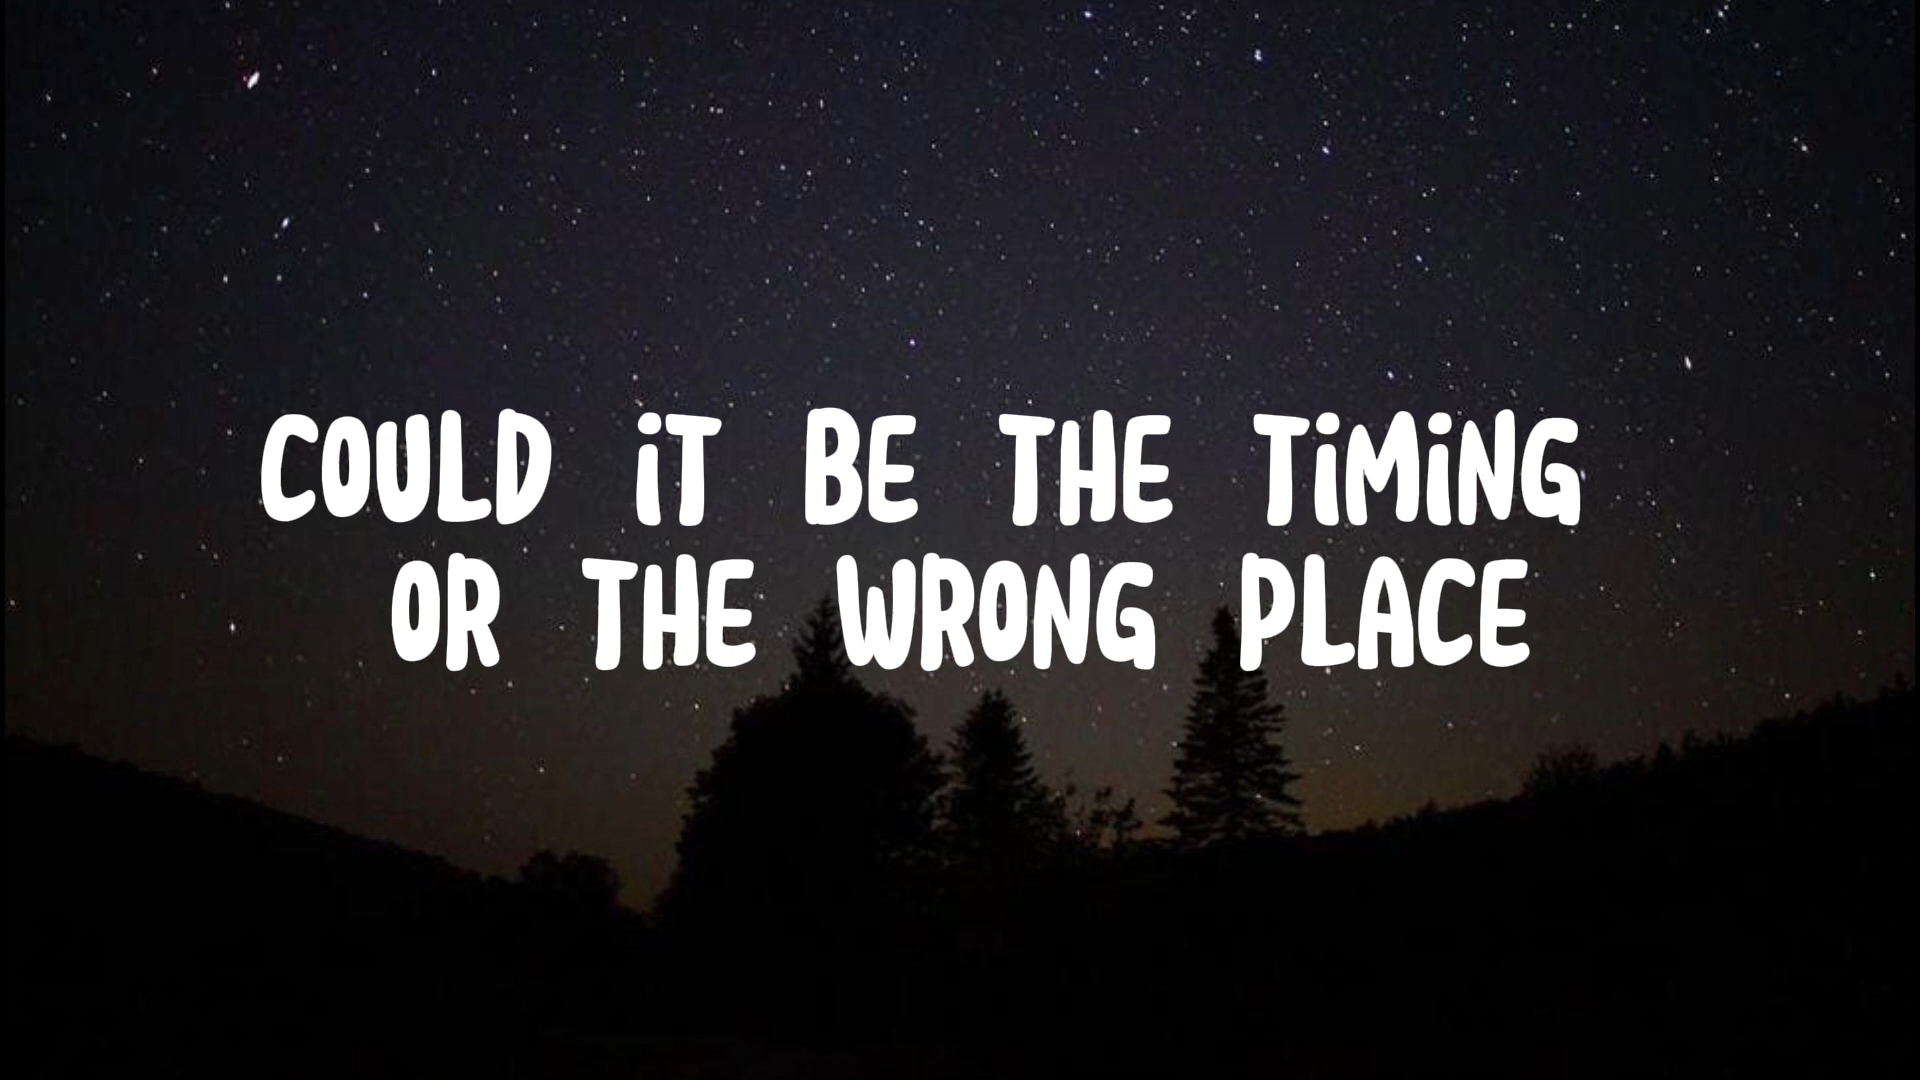 COULD iT BE THE TiMiNG
OR THE WRONG PLACE